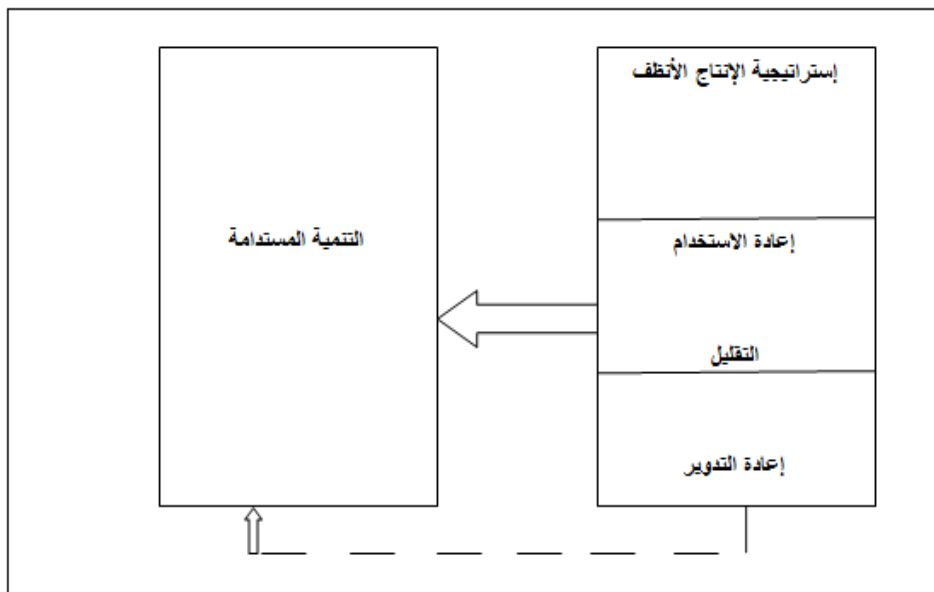 إستراتيجية الإنتاج الأنظف
إعادة الاستخدام
التنمية المستدامة
التقليل
إعادة التدوير